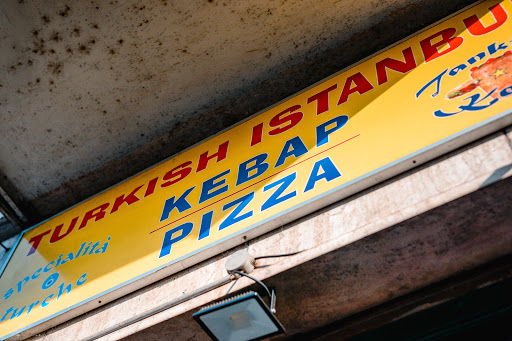 TURKISH ISTANBU
KEBAP
PIZZA
specialità
turche